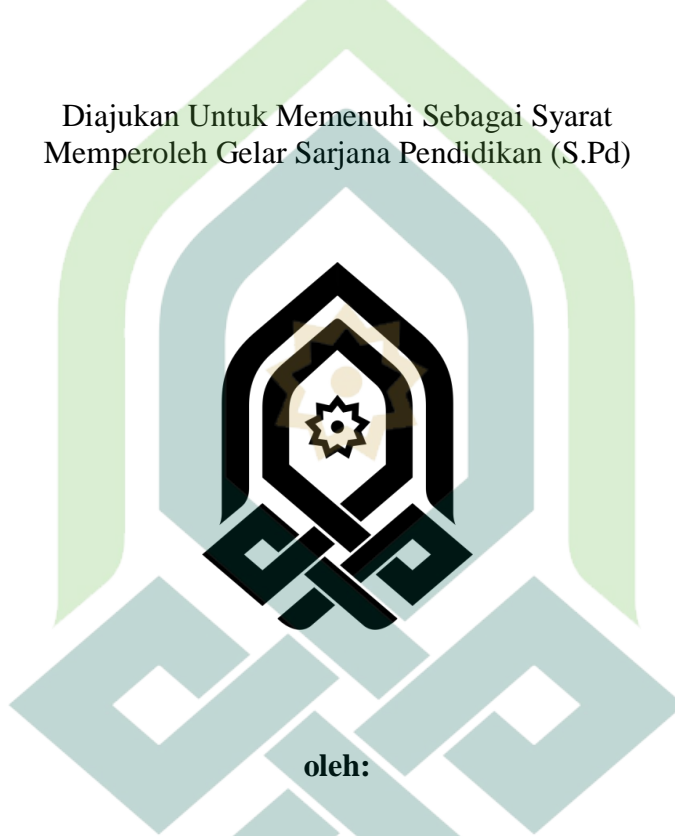 Diajukan Untuk Memenuhi Sebagai Syarat
Memperoleh Gelar Sarjana Pendidikan (S.Pd)
oleh: